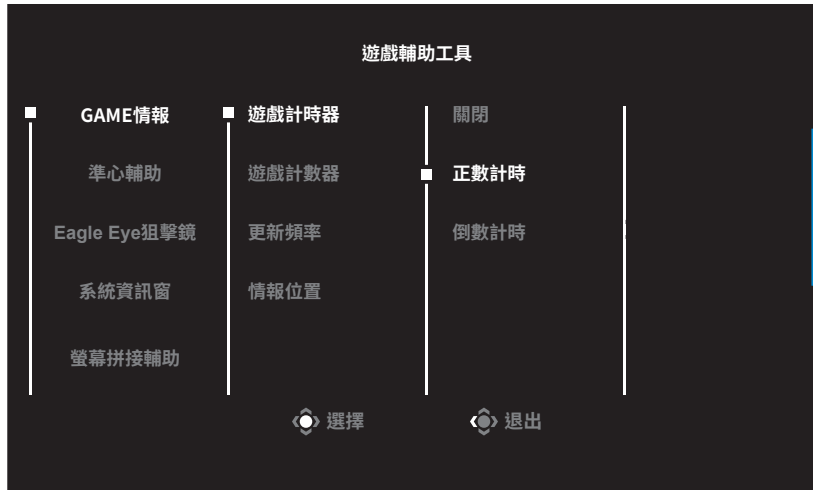 遊戲輔助工具
GAME情報 遊戲計時器 關閉
準心輔助 遊戲計數器 正數計時
Eagle Eye狙擊鏡 更新頻率 倒數計時
系統資訊窗 情報位置
螢幕拼接輔助
選擇 退出